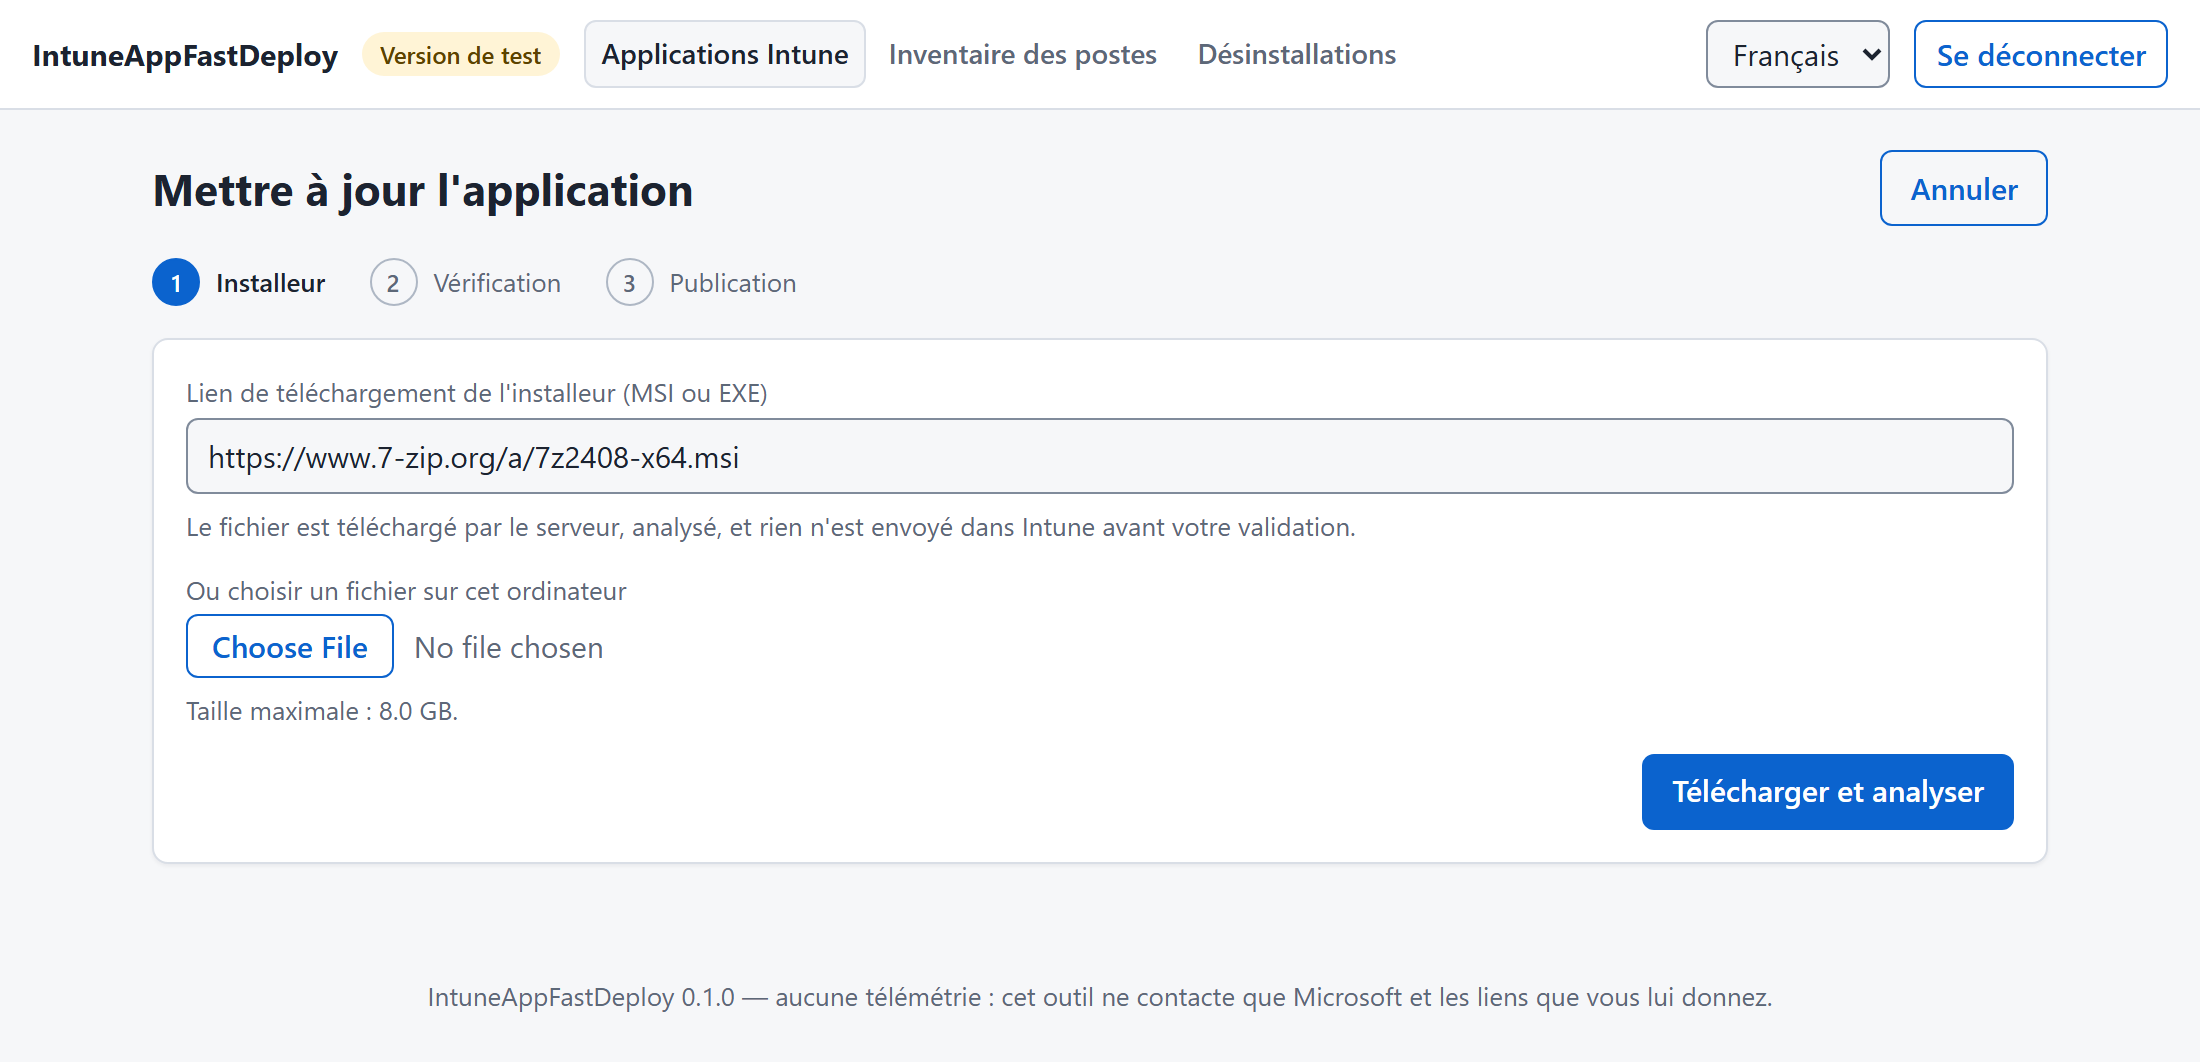 IntuneAppFastDeploy Version de test Applications Intune Inventaire des postes Désinstallations Français Se déconnecter
Mettre à jour l'application Annuler
1 Installeur 2 Vérification 3 Publication
Lien de téléchargement de l'installeur (MSI ou EXE)
https://www.7-zip.org/a/7z2408-x64.msi
Le fichier est téléchargé par le serveur, analysé, et rien n'est envoyé dans Intune avant votre validation.
Ou choisir un fichier sur cet ordinateur
Choose File No file chosen
Taille maximale : 8.0 GB.
Télécharger et analyser
IntuneAppFastDeploy 0.1.0 — aucune télémétrie : cet outil ne contacte que Microsoft et les liens que vous lui donnez.